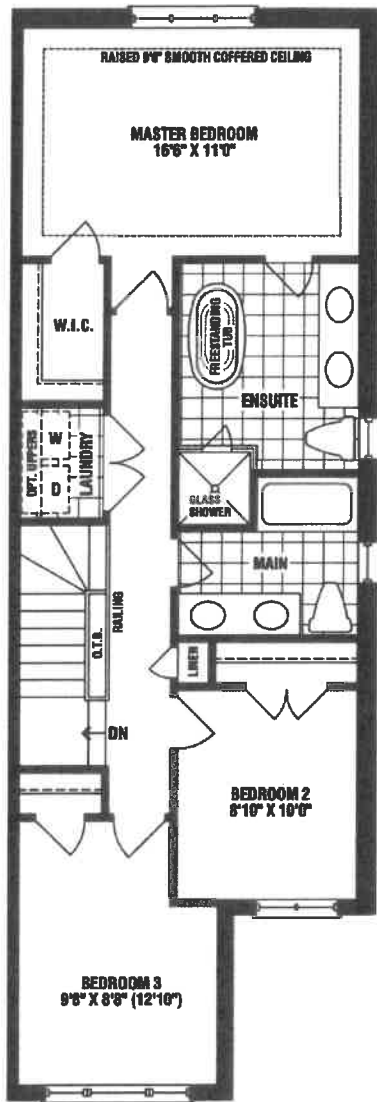 RAISED 9'0" SMOOTH COFFERED CEILING
MASTER BEDROOM
16'6" X 11'0"
W.I.C.
FREESTANDING
TUB
ENSUITE
OPT. UPPERS
W
D
LAUNDRY
GLASS
SHOWER
MAIN
O.T.B.
RAILING
LINEN
DN
BEDROOM 2
8'10" X 10'0"
BEDROOM 3
9'6" X 8'8" (12'10")